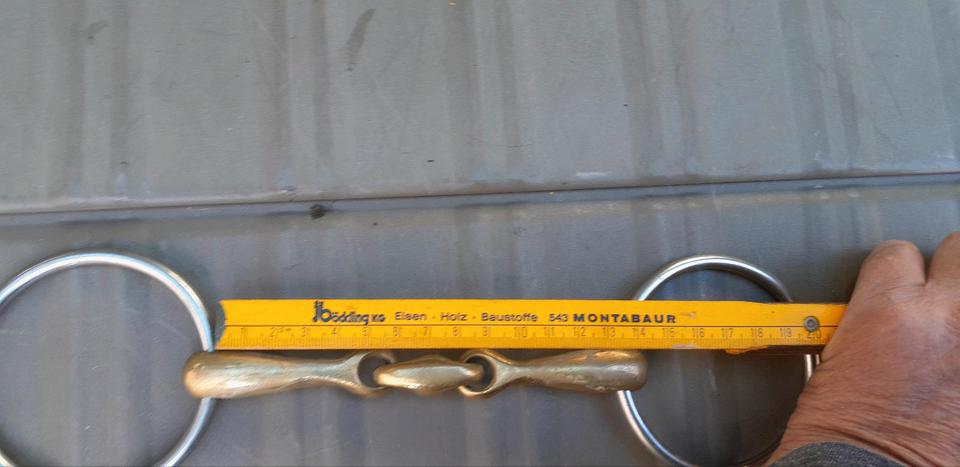 bödding KG Eisen · Holz · Baustoffe 543 MONTABAUR
1 2 3 4 5 6 7 8 9 10 11 12 13 14 15 16 17 18 19 20